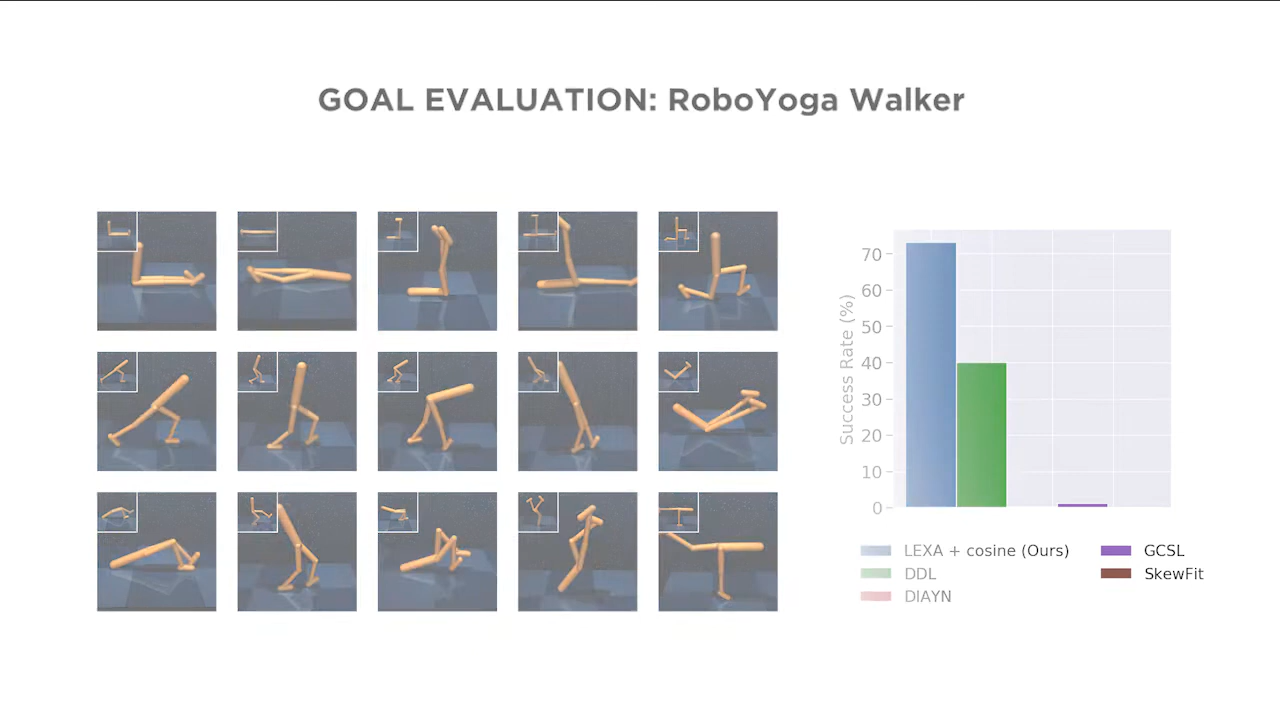 GOAL EVALUATION: RoboYoga Walker
Success Rate (%)
70
60
50
40
30
20
10
0
LEXA + cosine (Ours)
DDL
DIAYN
GCSL
SkewFit